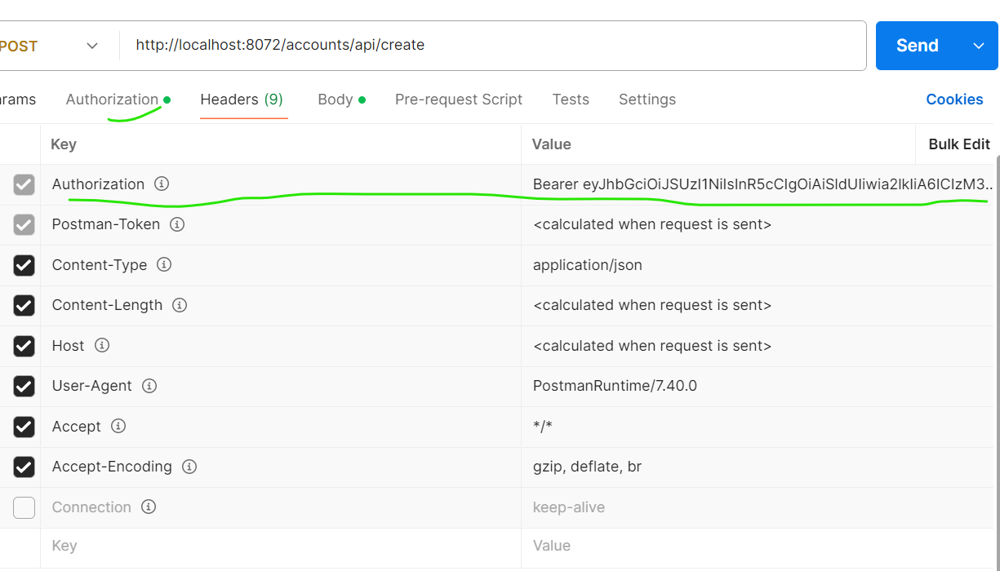 POST http://localhost:8072/accounts/api/create Send
arams Authorization Headers (9) Body Pre-request Script Tests Settings Cookies
Key Value Bulk Edit
Authorization Bearer eyJhbGciOiJSUzI1NiIsInR5cCIgOiAiSldUIiwia2lkIiA6ICIzM3..
Postman-Token <calculated when request is sent>
Content-Type application/json
Content-Length <calculated when request is sent>
Host <calculated when request is sent>
User-Agent PostmanRuntime/7.40.0
Accept */*
Accept-Encoding gzip, deflate, br
Connection keep-alive
Key Value